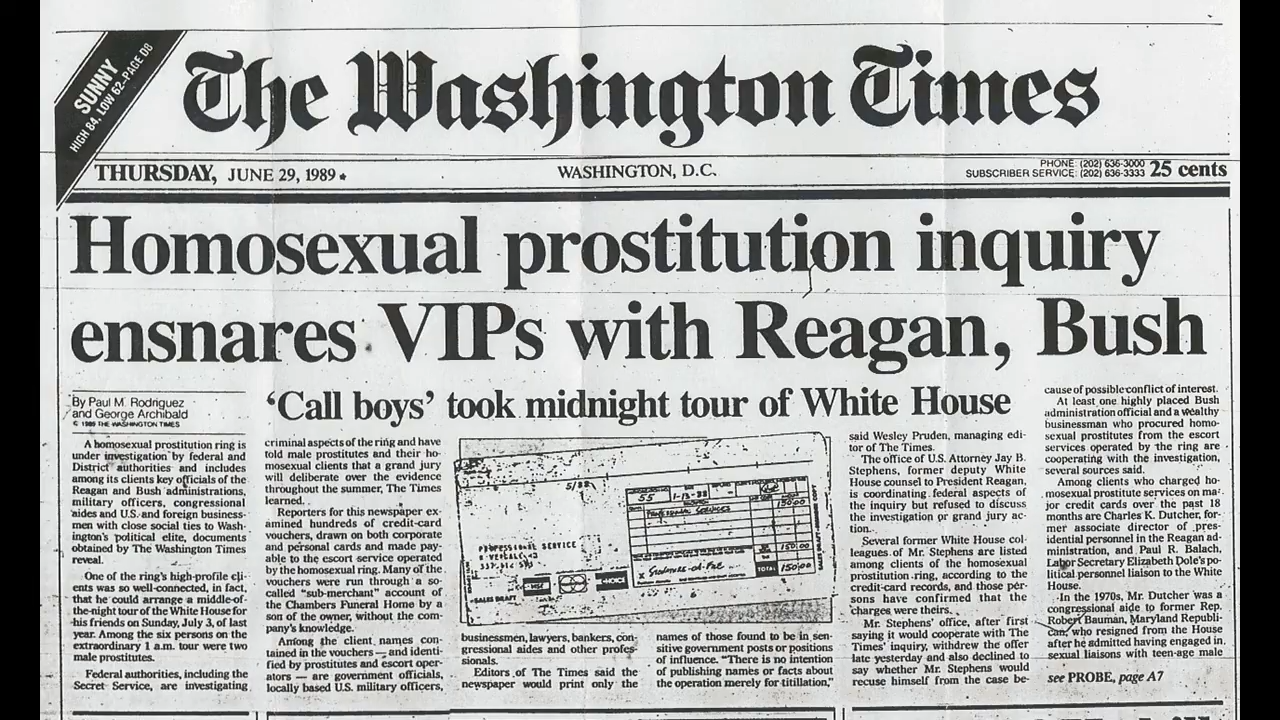 SUNNY
HIGH 84, LOW 62–PAGE D8
The Washington Times
THURSDAY, JUNE 29, 1989 ★
WASHINGTON, D.C.
PHONE: (202) 636-3000
SUBSCRIBER SERVICE: (202) 636-3333
25 cents
Homosexual prostitution inquiry
ensnares VIPs with Reagan, Bush
'Call boys' took midnight tour of White House
By Paul M. Rodriguez
and George Archibald
© 1989 THE WASHINGTON TIMES
A homosexual prostitution ring is
under investigation by federal and
District authorities and includes
among its clients key officials of the
Reagan and Bush administrations,
military officers, congressional
aides and U.S. and foreign business-
men with close social ties to Wash-
ington's political elite, documents
obtained by The Washington Times
reveal.
One of the ring's high-profile cli-
ents was so well-connected, in fact,
that he could arrange a middle-of-
the-night tour of the White House for
his friends on Sunday, July 3, of last
year. Among the six persons on the
extraordinary 1 a.m. tour were two
male prostitutes.
Federal authorities, including the
Secret Service, are investigating
criminal aspects of the ring and have
told male prostitutes and their ho-
mosexual clients that a grand jury
will deliberate over the evidence
throughout the summer, The Times
learned.
Reporters for this newspaper ex-
amined hundreds of credit-card
vouchers, drawn on both corporate
and personal cards and made pay-
able to the escort service operated
by the homosexual ring. Many of the
vouchers were run through a so-
called "sub-merchant" account of
the Chambers Funeral Home by a
son of the owner, without the com-
pany's knowledge.
Among the client names con-
tained in the vouchers — and identi-
fied by prostitutes and escort oper-
ators — are government officials,
locally based U.S. military officers,
5/88
PROFESSIONAL SERVICE
SALES DRAFT
CHOICE
55
1-13-88
Professional Services
150.00
150.00
TOTAL
150.00
x Signature-on-File
businessmen, lawyers, bankers, con-
gressional aides and other profes-
sionals.
Editors of The Times said the
newspaper would print only the
names of those found to be in sen-
sitive government posts or positions
of influence. "There is no intention
of publishing names or facts about
the operation merely for titillation,"
said Wesley Pruden, managing edi-
tor of The Times.
The office of U.S. Attorney Jay B.
Stephens, former deputy White
House counsel to President Reagan,
is coordinating federal aspects of
the inquiry but refused to discuss
the investigation or grand jury ac-
tion.
Several former White House col-
leagues of Mr. Stephens are listed
among clients of the homosexual
prostitution ring, according to the
credit-card records, and those per-
sons have confirmed that the
charges were theirs.
Mr. Stephens' office, after first
saying it would cooperate with The
Times' inquiry, withdrew the offer
late yesterday and also declined to
say whether Mr. Stephens would
recuse himself from the case be-
cause of possible conflict of interest.
At least one highly placed Bush
administration official and a wealthy
businessman who procured homo-
sexual prostitutes from the escort
services operated by the ring are
cooperating with the investigation,
several sources said.
Among clients who charged ho-
mosexual prostitute services on ma-
jor credit cards over the past 18
months are Charles K. Dutcher, for-
mer associate director of pres-
idential personnel in the Reagan ad-
ministration, and Paul R. Balach,
Labor Secretary Elizabeth Dole's po-
litical personnel liaison to the White
House.
In the 1970s, Mr. Dutcher was a
congressional aide to former Rep.
Robert Bauman, Maryland Republi-
can, who resigned from the House
after he admitted having engaged in
sexual liaisons with teen-age male
see PROBE, page A7